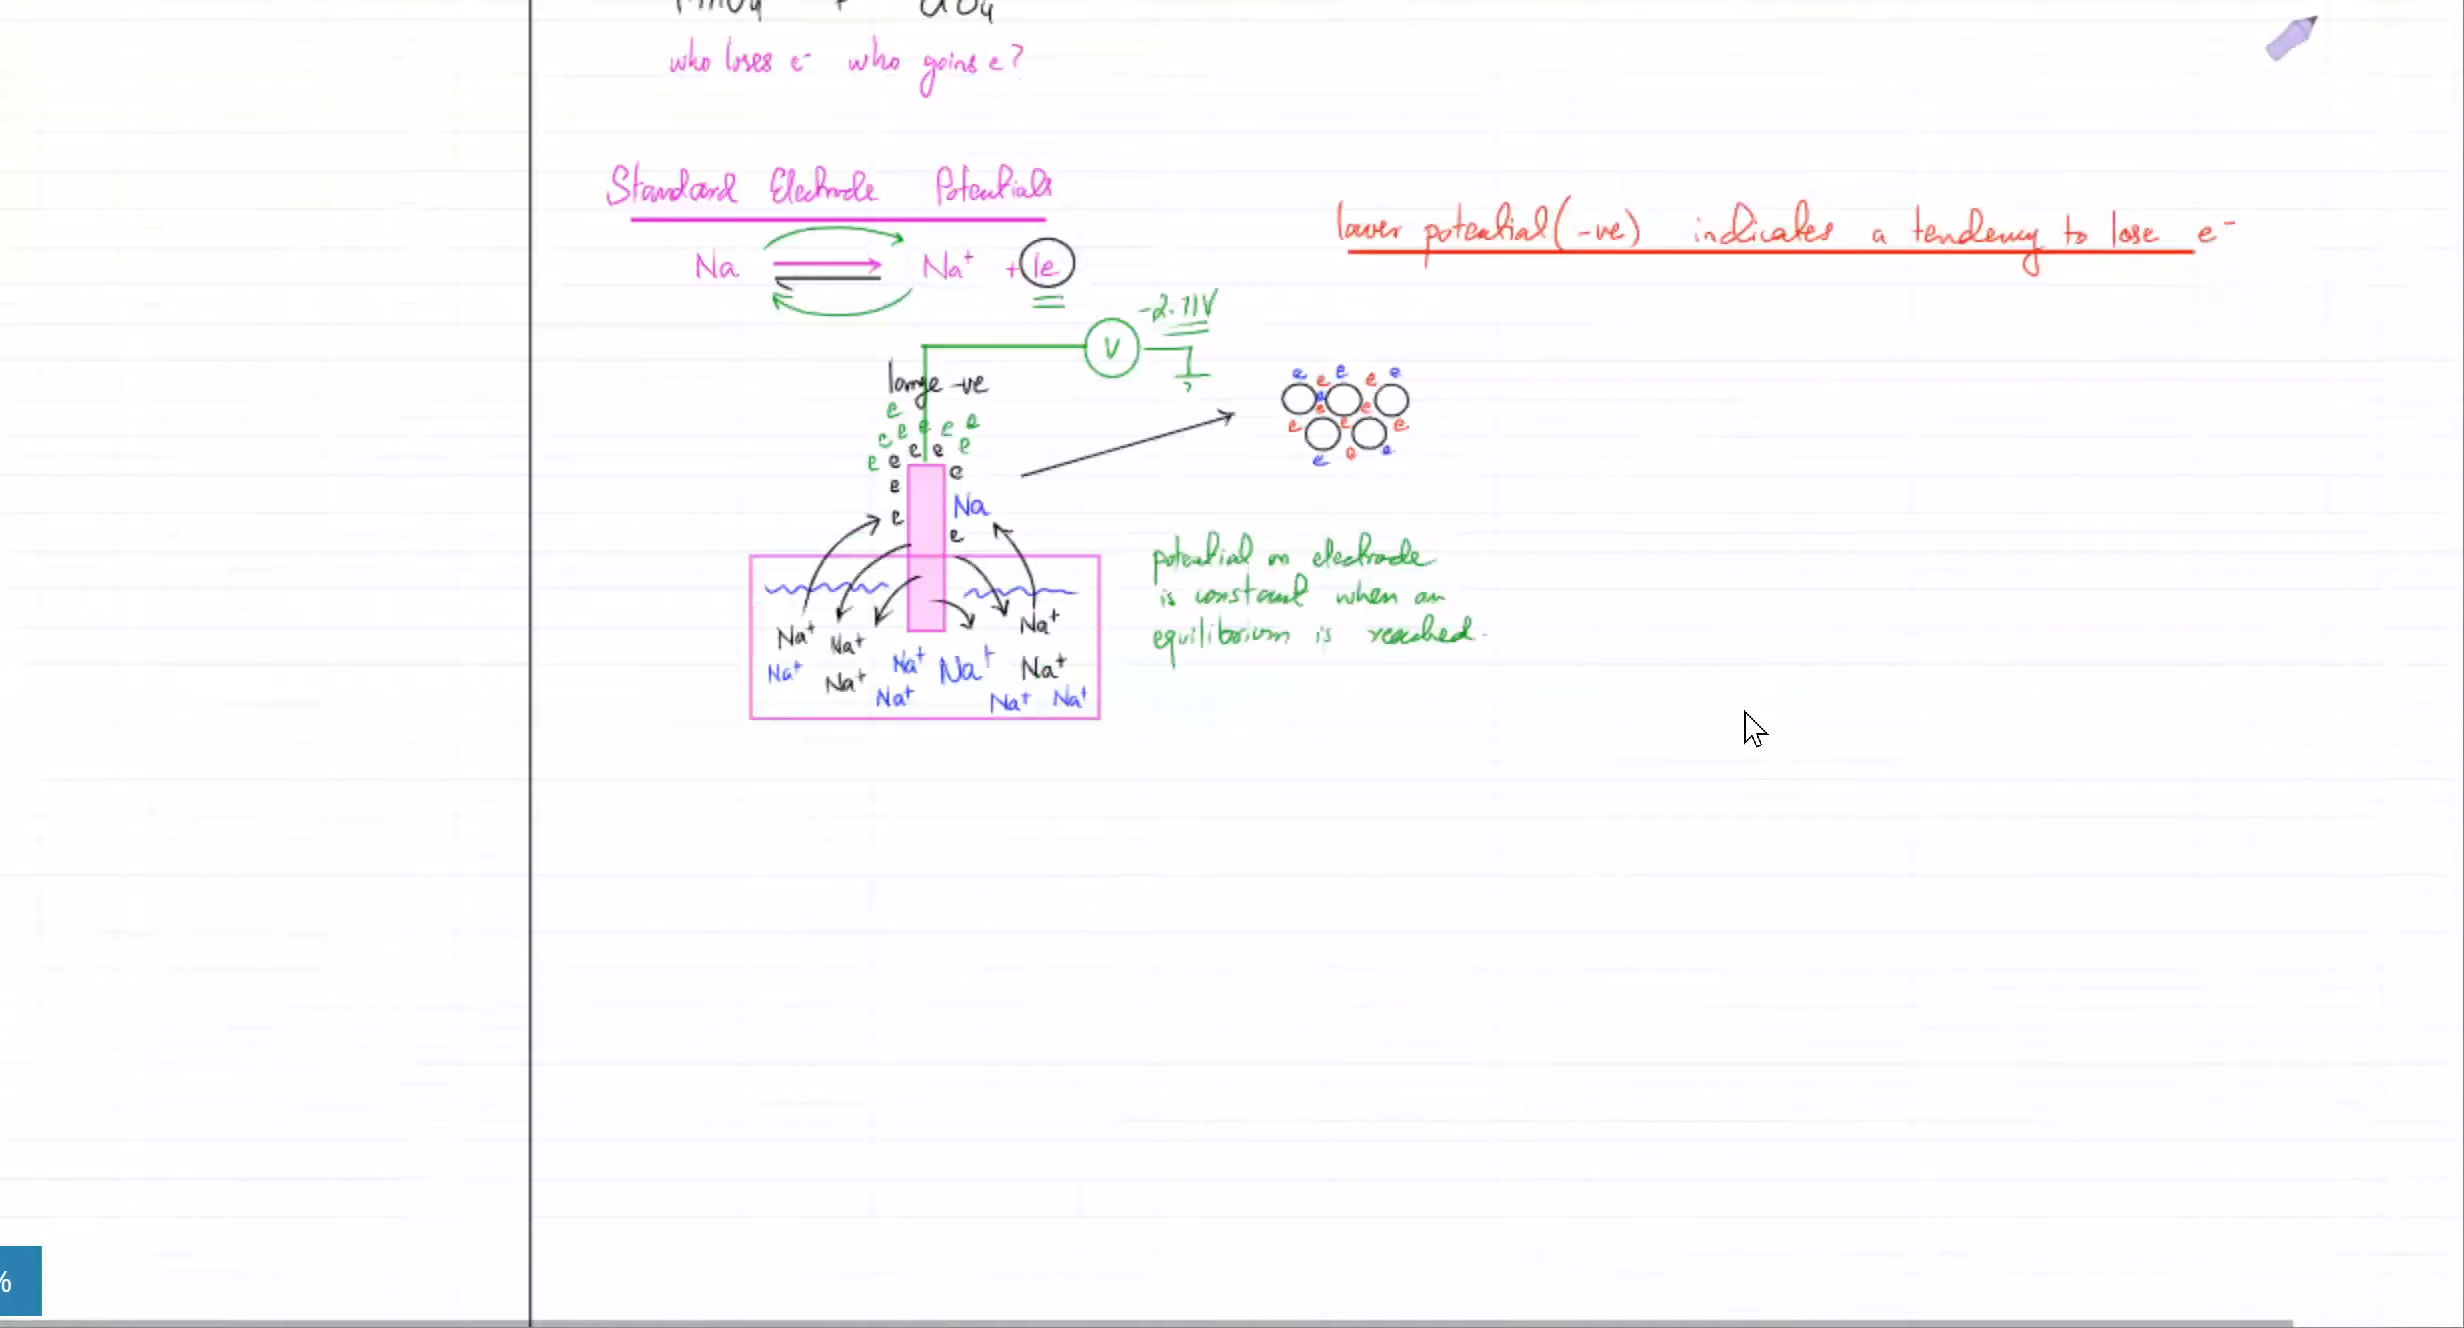 who loses e⁻ who goins e?
Standard Electrode Potentials
lower potential (-ve) indicates a tendency to lose e⁻
Na Na⁺ + 1e
-2.71V
V
large -ve
e
e e e e e
e e e e e e
e e
Na
e e
potential on electrode
is constant when an
equilibrium is reached.
Na⁺ Na⁺ Na⁺
Na⁺ Na⁺ Na⁺ Na⁺ Na⁺
Na⁺ Na⁺ Na⁺
e e e e e
e e e
e e e
e e e
%